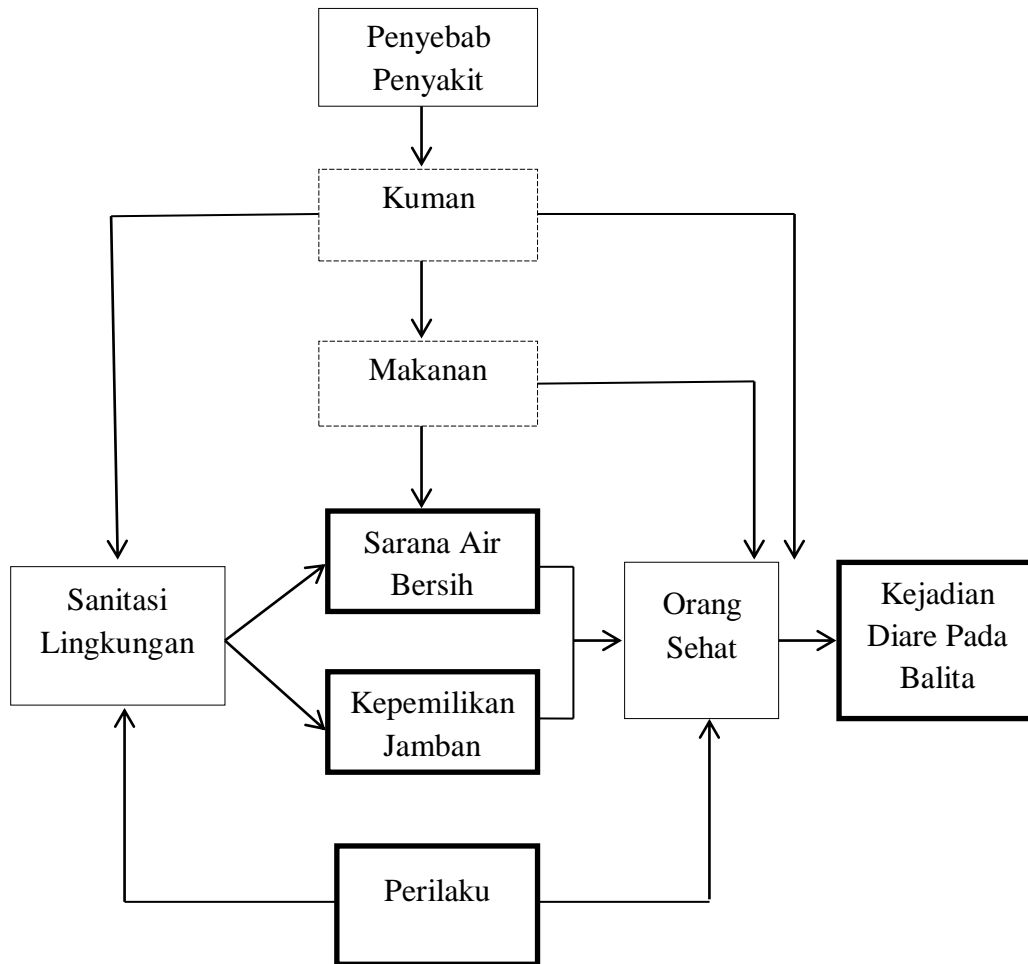 Penyebab
Penyakit
Kuman
Makanan
Sarana Air
Bersih
Sanitasi
Lingkungan
Orang
Sehat
Kejadian
Diare Pada
Balita
Kepemilikan
Jamban
Perilaku